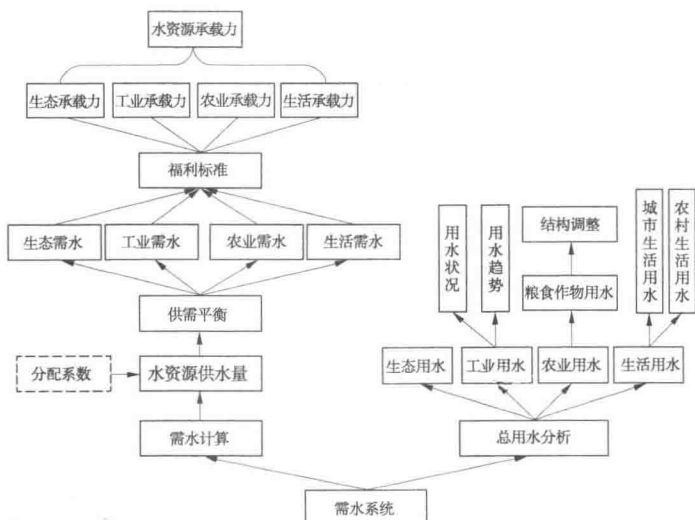 水资源承载力
生态承载力
工业承载力
农业承载力
生活承载力
福利标准
生态需水
工业需水
农业需水
生活需水
供需平衡
分配系数
水资源供水量
需水计算
用水状况
用水趋势
结构调整
粮食作物用水
城市生活用水
农村生活用水
生态用水
工业用水
农业用水
生活用水
总用水分析
需水系统